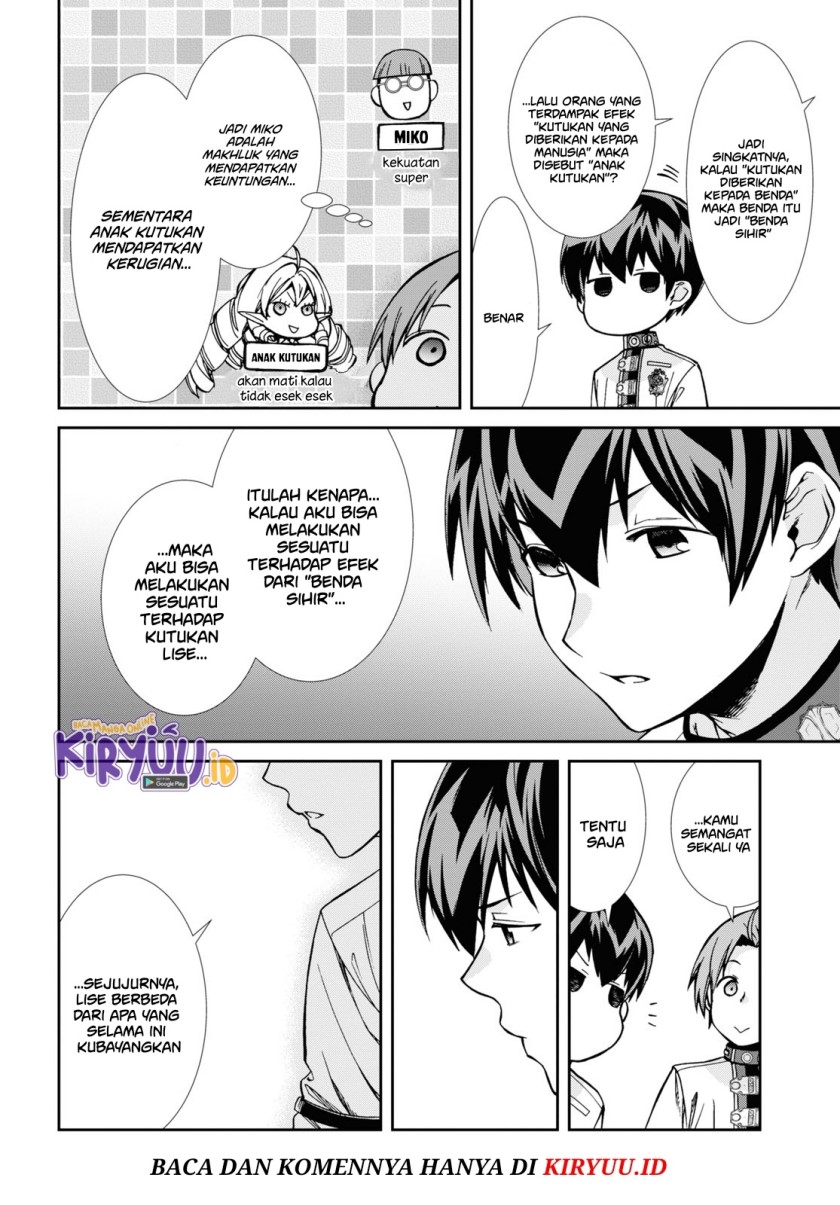 JADI
SINGKATNYA,
KALAU "KUTUKAN
DIBERIKAN
KEPADA BENDA"
MAKA BENDA ITU
JADI "BENDA
SIHIR"
...LALU ORANG YANG
TERDAMPAK EFEK
"KUTUKAN YANG
DIBERIKAN KEPADA
MANUSIA" MAKA
DISEBUT "ANAK
KUTUKAN"?
BENAR
MIKO
kekuatan
super
JADI MIKO
ADALAH
MAKHLUK YANG
MENDAPATKAN
KEUNTUNGAN...
SEMENTARA
ANAK KUTUKAN
MENDAPATKAN
KERUGIAN...
ANAK KUTUKAN
akan mati kalau
tidak esek esek
ITULAH KENAPA...
KALAU AKU BISA
MELAKUKAN
SESUATU
TERHADAP EFEK
DARI "BENDA
SIHIR"...
...MAKA
AKU BISA
MELAKUKAN
SESUATU
TERHADAP
KUTUKAN
LISE...
BACA MANGA ONLINE
KIRYUU.ID
Google Play
...KAMU
SEMANGAT
SEKALI YA
TENTU
SAJA
...SEJUJURNYA,
LISE BERBEDA
DARI APA YANG
SELAMA INI
KUBAYANGKAN
BACA DAN KOMENNYA HANYA DI KIRYUU.ID